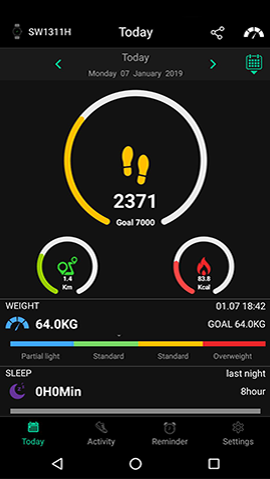 SW1311H Today
Today
Monday 07 January 2019
2371
Goal 7000
1.4
Km
83.8
Kcal
WEIGHT 01.07 18:42
64.0KG GOAL 64.0KG
Partial light Standard Standard Overweight
SLEEP last night
0H0Min 8hour
Today Activity Reminder Settings